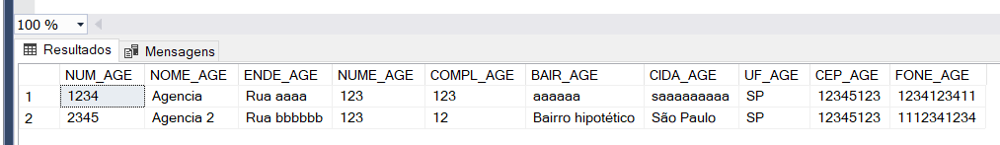 100 %
Resultados Mensagens
NUM_AGE NOME_AGE ENDE_AGE NUME_AGE COMPL_AGE BAIR_AGE CIDA_AGE UF_AGE CEP_AGE FONE_AGE
1 1234 Agencia Rua aaaa 123 123 aaaaaa saaaaaaaaa SP 12345123 1234123411
2 2345 Agencia 2 Rua bbbbbb 123 12 Bairro hipotético São Paulo SP 12345123 1112341234